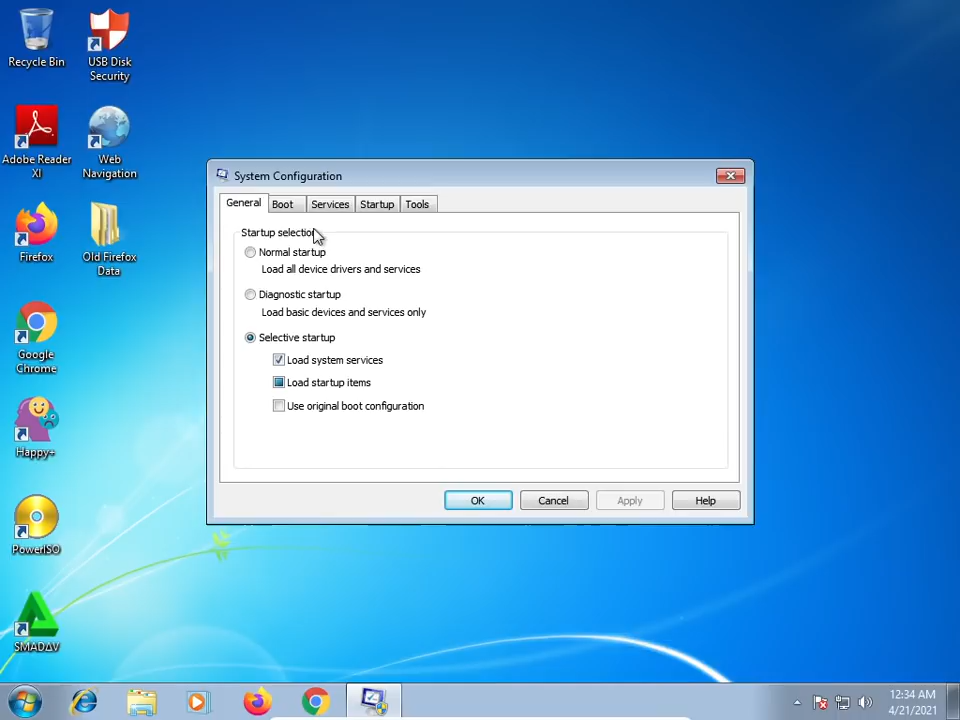 Recycle Bin
USB Disk
Security
Adobe Reader
XI
Web
Navigation
Firefox
Old Firefox
Data
Google
Chrome
Happy+
PowerISO
SMADΔV
System Configuration
General
Boot
Services
Startup
Tools
Startup selection
Normal startup
Load all device drivers and services
Diagnostic startup
Load basic devices and services only
Selective startup
Load system services
Load startup items
Use original boot configuration
OK
Cancel
Apply
Help
12:34 AM
4/21/2021